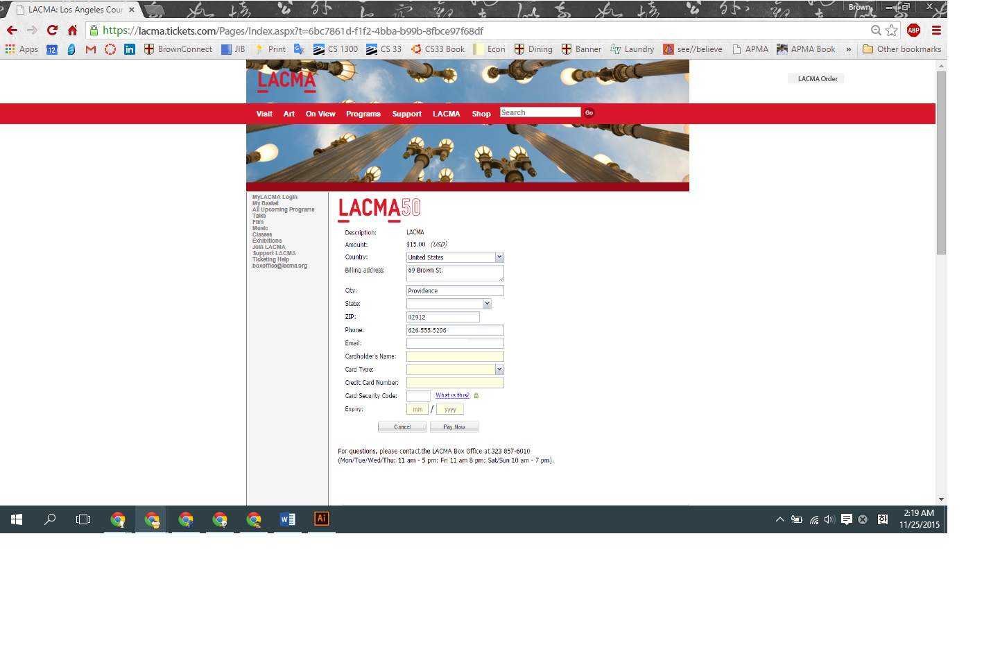 LACMA: Los Angeles Coun
Brown
https://lacma.tickets.com/Pages/Index.aspx?t=6bc7861d-f1f2-4bba-b99b-8fbce97f68df
ABP
Apps 12 BrownConnect JIB Print CS 1300 CS 33 CS33 Book Econ Dining Banner Laundry see//believe APMA APMA Book » Other bookmarks
LACMA
LACMA Order
Visit Art On View Programs Support LACMA Shop Search Go
MyLACMA Login
My Basket
All Upcoming Programs
Talks
Film
Music
Classes
Exhibitions
Join LACMA
Support LACMA
Ticketing Help
boxoffice@lacma.org
LACMA50
Description: LACMA
Amount: $15.00 (USD)
Country: United States
Billing address: 69 Brown St.
City: Providence
State:
ZIP: 02912
Phone: 626-555-5296
Email:
Cardholder's Name:
Card Type:
Credit Card Number:
Card Security Code: What is this?
Expiry: mm / yyyy
Cancel Pay Now
For questions, please contact the LACMA Box Office at 323 857-6010
(Mon/Tue/Wed/Thu: 11 am - 5 pm; Fri 11 am 8 pm; Sat/Sun 10 am - 7 pm).
Ai
한
2:19 AM
11/25/2015